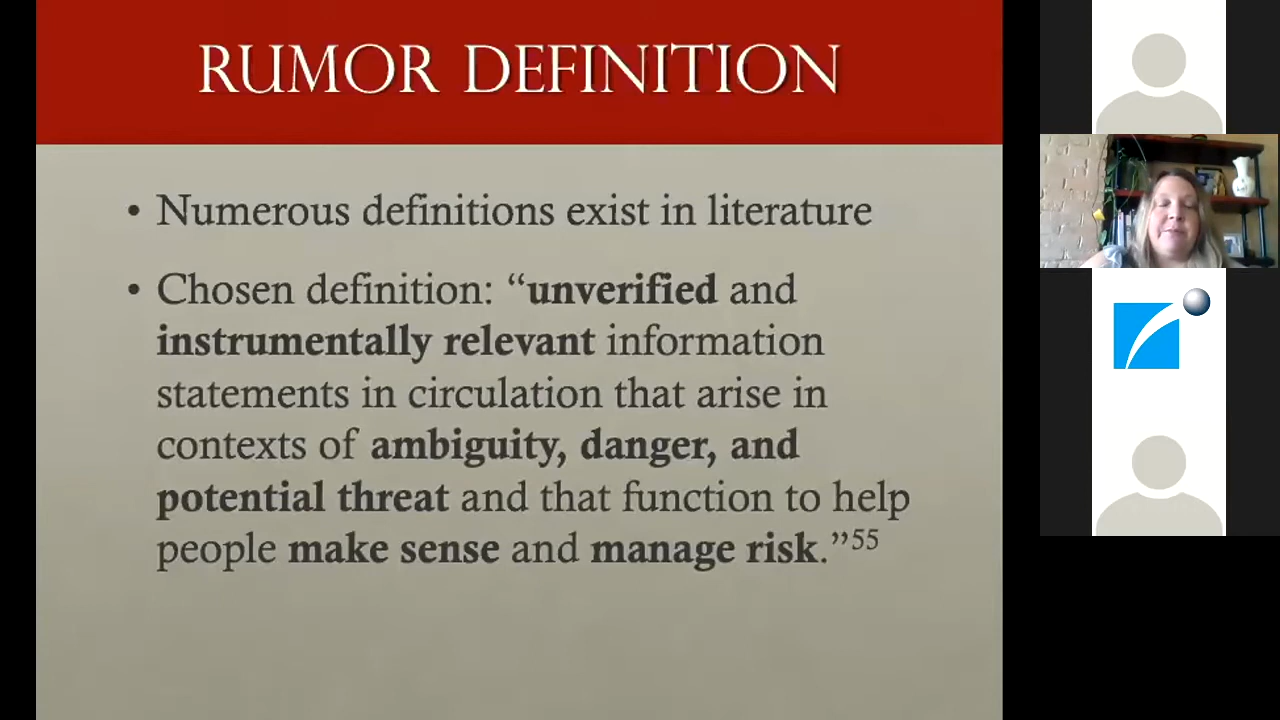 RUMOR DEFINITION
• Numerous definitions exist in literature
• Chosen definition: “unverified and
instrumentally relevant information
statements in circulation that arise in
contexts of ambiguity, danger, and
potential threat and that function to help
people make sense and manage risk.”55